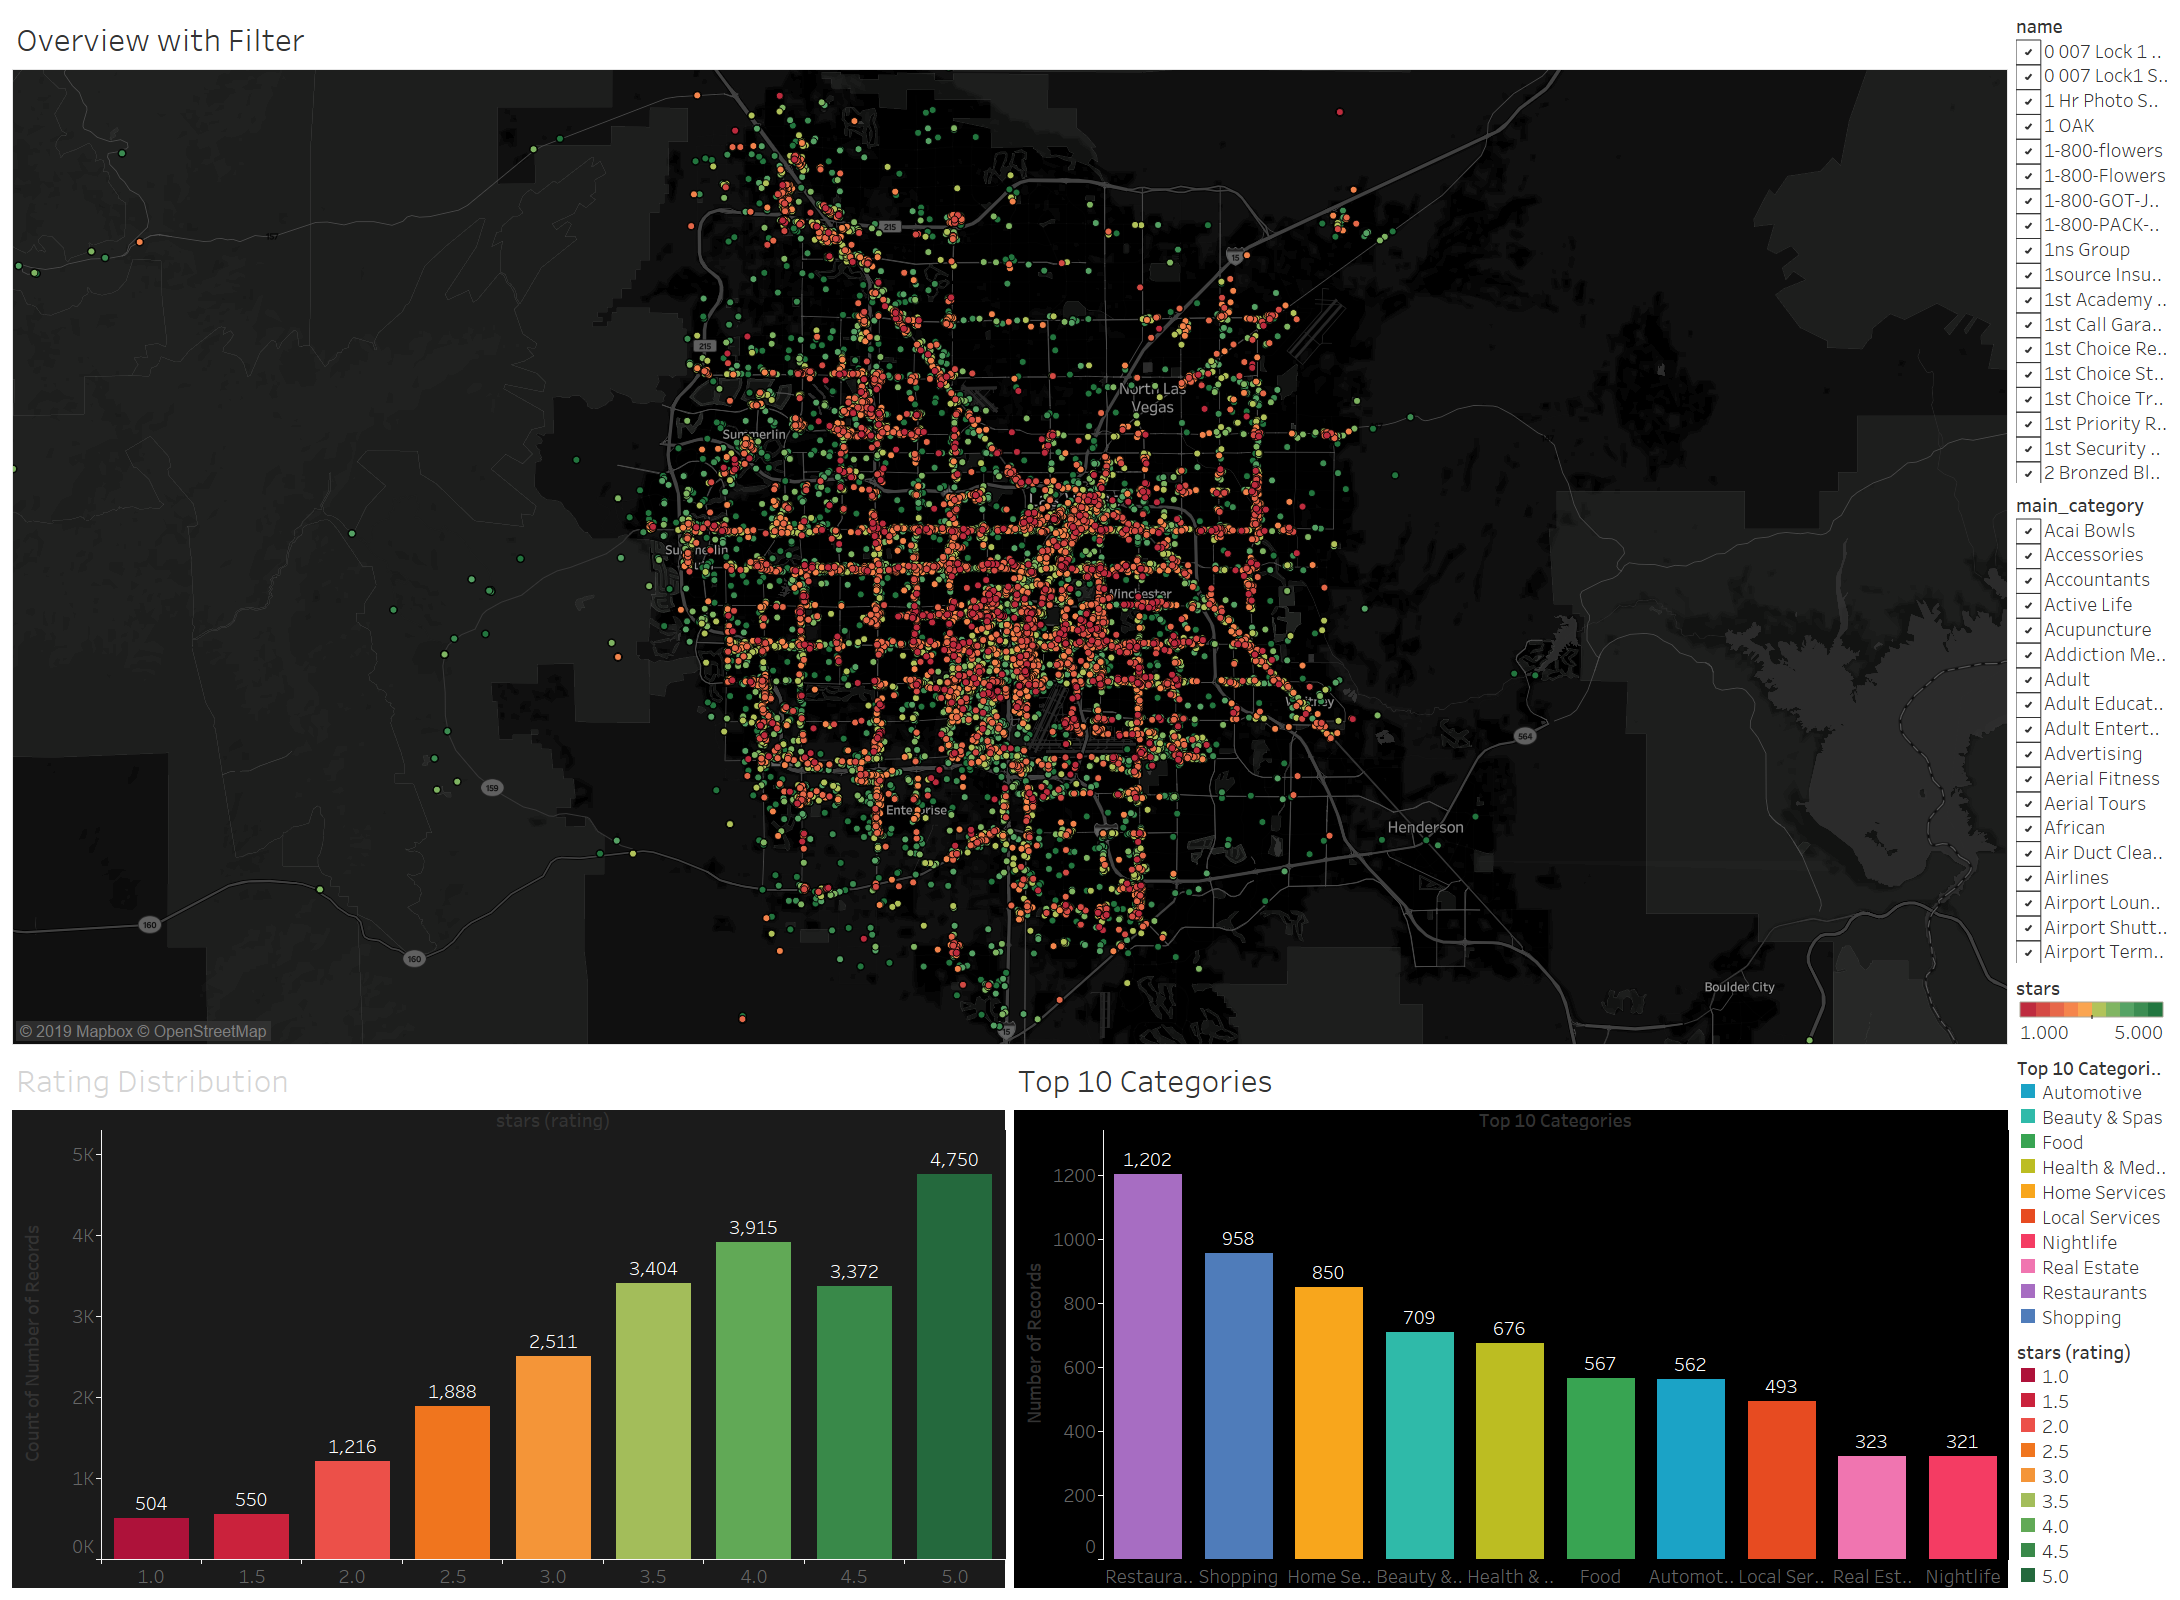 Overview with Filter
157
215
215
15
North Las
Vegas
Summerlin
Winchester
Whitney
564
159
Enterprise
Henderson
160
160
Boulder City
15
© 2019 Mapbox © OpenStreetMap
name
0 007 Lock 1 ..
0 007 Lock1 S..
1 Hr Photo S..
1 OAK
1-800-flowers
1-800-Flowers
1-800-GOT-J..
1-800-PACK-..
1ns Group
1source Insu..
1st Academy ..
1st Call Gara..
1st Choice Re..
1st Choice St..
1st Choice Tr..
1st Priority R..
1st Security ..
2 Bronzed Bl..
main_category
Acai Bowls
Accessories
Accountants
Active Life
Acupuncture
Addiction Me..
Adult
Adult Educat..
Adult Entert..
Advertising
Aerial Fitness
Aerial Tours
African
Air Duct Clea..
Airlines
Airport Loun..
Airport Shutt..
Airport Term..
stars
1.000 5.000
Rating Distribution
stars (rating)
Count of Number of Records
5K
4K
3K
2K
1K
0K
504
550
1,216
1,888
2,511
3,404
3,915
3,372
4,750
1.0 1.5 2.0 2.5 3.0 3.5 4.0 4.5 5.0
Top 10 Categories
Top 10 Categories
Number of Records
1200
1000
800
600
400
200
0
1,202
958
850
709
676
567
562
493
323
321
Restaura.. Shopping Home Se.. Beauty &.. Health & .. Food Automot.. Local Ser.. Real Est.. Nightlife
Top 10 Categori..
Automotive
Beauty & Spas
Food
Health & Med..
Home Services
Local Services
Nightlife
Real Estate
Restaurants
Shopping
stars (rating)
1.0
1.5
2.0
2.5
3.0
3.5
4.0
4.5
5.0